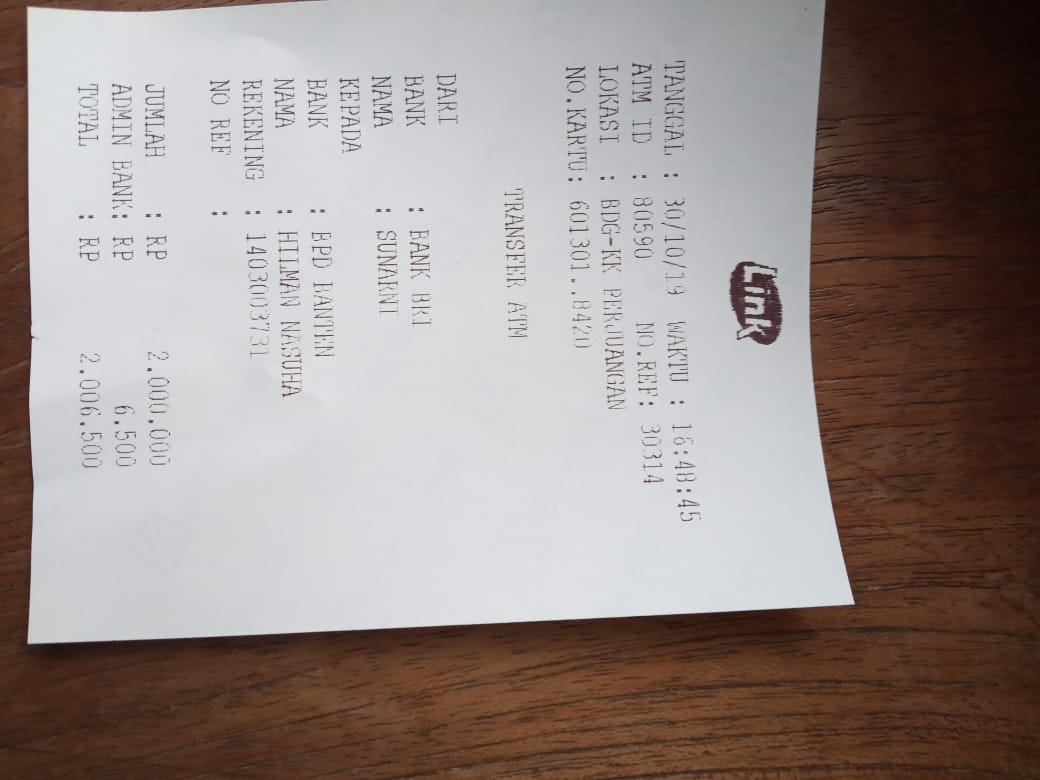 Link
TANGGAL : 30/10/19 WAKTU : 16:48:45
ATM ID : 80590 NO.REF: 30314
LOKASI : BDG-KK PERJUANGAN
NO.KARTU: 601301..8420
TRANSFER ATM
DARI
BANK : BANK BRI
NAMA : SUNARNI
KEPADA
BANK : BPD BANTEN
NAMA : HILMAN NASUHA
REKENING : 1403003731
NO REF :
JUMLAH : RP 2.000.000
ADMIN BANK: RP 6.500
TOTAL : RP 2.006.500